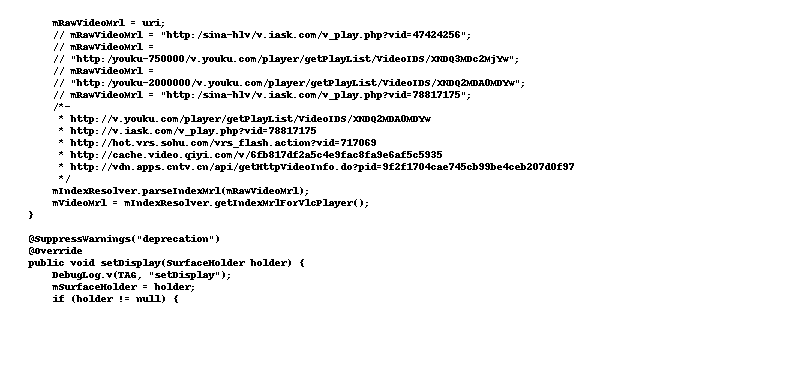 mRawVideoMrl = uri;
// mRawVideoMrl = "http:/sina-hlv/v.iask.com/v_play.php?vid=47424256";
// mRawVideoMrl =
// "http:/youku-750000/v.youku.com/player/getPlayList/VideoIDS/XNDQ3MDc2MjYw";
// mRawVideoMrl =
// "http:/youku-2000000/v.youku.com/player/getPlayList/VideoIDS/XNDQ2MDA0MDYw";
// mRawVideoMrl = "http:/sina-hlv/v.iask.com/v_play.php?vid=78817175";
/*-
* http://v.youku.com/player/getPlayList/VideoIDS/XNDQ2MDA0MDYw
* http://v.iask.com/v_play.php?vid=78817175
* http://hot.vrs.sohu.com/vrs_flash.action?vid=717069
* http://cache.video.qiyi.com/v/6fb817df2a5c4e9fac8fa9e6af5c5935
* http://vdn.apps.cntv.cn/api/getHttpVideoInfo.do?pid=9f2f1704cae745cb99be4ceb207d0f97
*/
mIndexResolver.parseIndexMrl(mRawVideoMrl);
mVideoMrl = mIndexResolver.getIndexMrlForVlcPlayer();
}
@SuppressWarnings("deprecation")
@Override
public void setDisplay(SurfaceHolder holder) {
DebugLog.v(TAG, "setDisplay");
mSurfaceHolder = holder;
if (holder != null) {